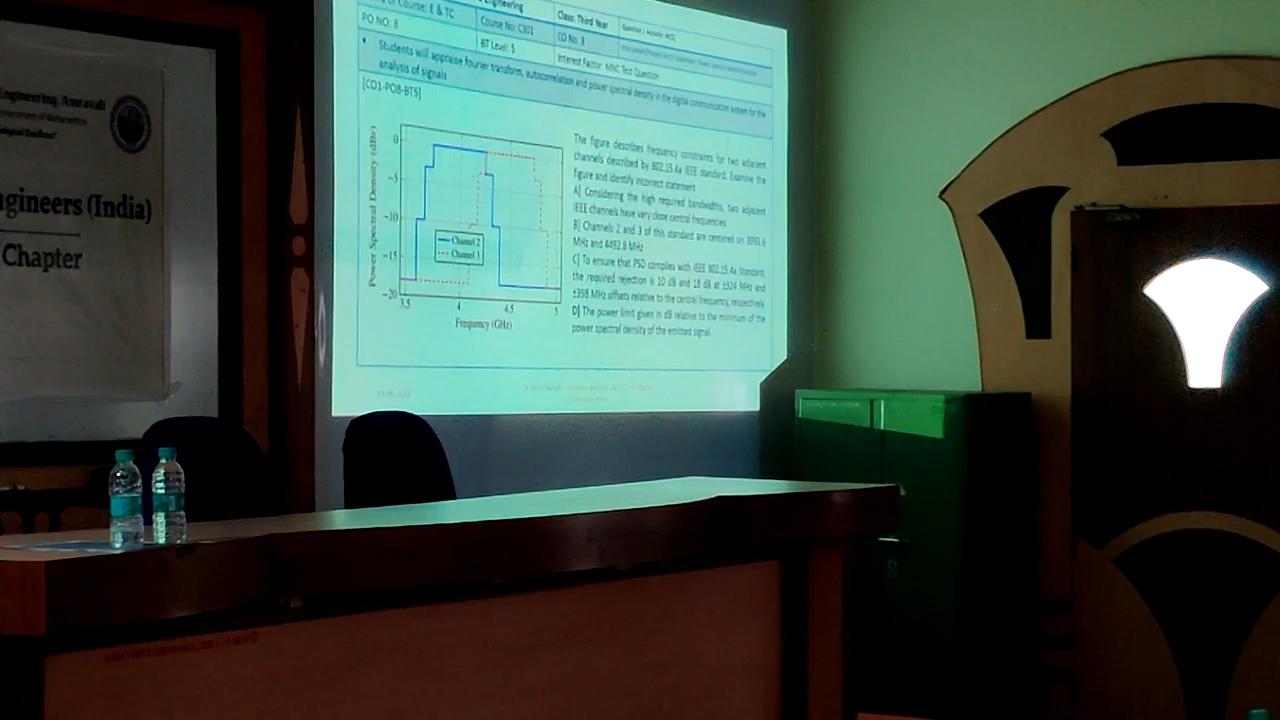 Engineering, Amravati
Government of Maharashtra
ngineers (India)
Chapter
Engineering
Course: E & TC
Course No: C301
Class: Third Year
PO NO: 8
BT Level: 5
CO No. 3
Interest Factor: MNC Test Question
• Students will appraise fourier transform, autocorrelation and power spectral density in the digital communication system for the
analysis of signals
[CO1-PO8-BT5]
Power Spectral Density (dBr)
0
−5
−10
−15
−20
Channel 2
Channel 3
3.5
4
4.5
5
Frequency (GHz)
The figure describes frequency constraints for two adjacent
channels described by 802.15.4a IEEE standard. Examine the
figure and identify incorrect statement
A] Considering the high required bandwidths, two adjacent
IEEE channels have very close central frequencies
B] Channels 2 and 3 of this standard are centered on 3993.6
MHz and 4492.8 MHz
C] To ensure that PSD complies with IEEE 802.15.4a Standard,
the required rejection is 10 dB and 18 dB at ±324 MHz and
±398 MHz offsets relative to the central frequency, respectively
D] The power limit given in dB relative to the minimum of the
power spectral density of the emitted signal.